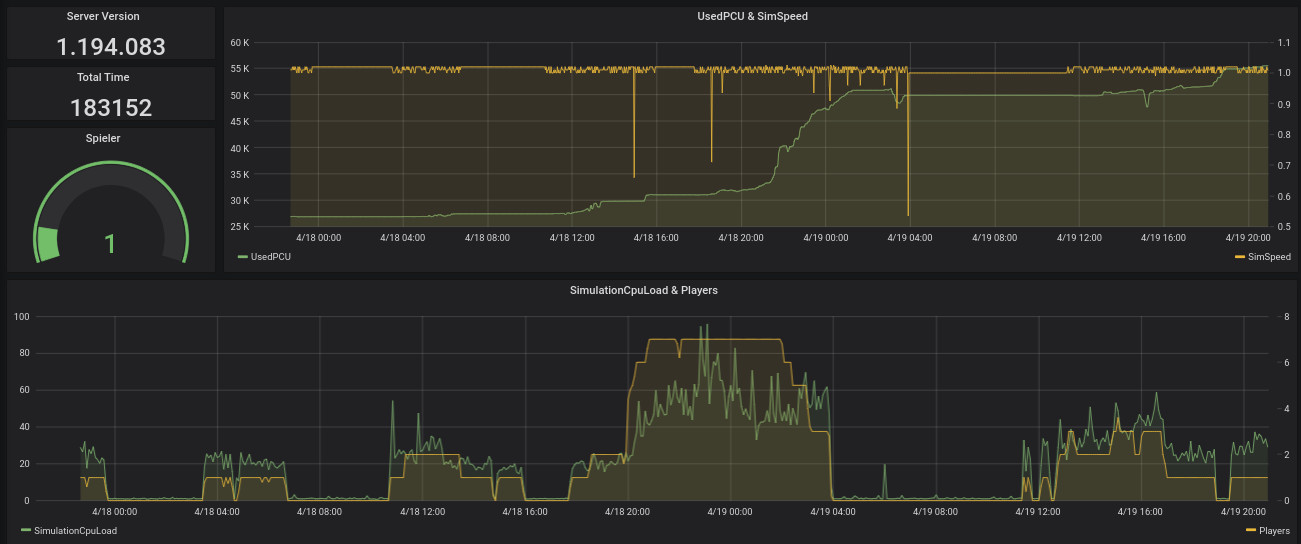 Server Version
1.194.083
Total Time
183152
Spieler
1
UsedPCU & SimSpeed
60 K
55 K
50 K
45 K
40 K
35 K
30 K
25 K
1.1
1.0
0.9
0.8
0.7
0.6
0.5
4/18 00:00 4/18 04:00 4/18 08:00 4/18 12:00 4/18 16:00 4/18 20:00 4/19 00:00 4/19 04:00 4/19 08:00 4/19 12:00 4/19 16:00 4/19 20:00
UsedPCU SimSpeed
SimulationCpuLoad & Players
100
80
60
40
20
0
8
6
4
2
0
4/18 00:00 4/18 04:00 4/18 08:00 4/18 12:00 4/18 16:00 4/18 20:00 4/19 00:00 4/19 04:00 4/19 08:00 4/19 12:00 4/19 16:00 4/19 20:00
SimulationCpuLoad Players